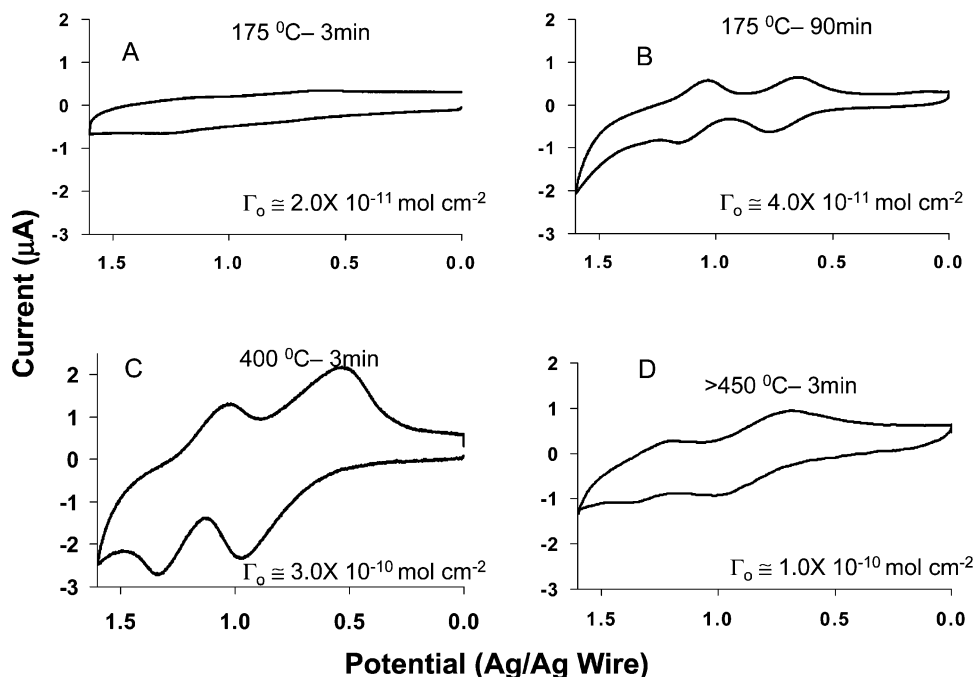 A
175 ⁰C– 3min
2
1
0
-1
-2
-3
Γo ≅ 2.0X 10⁻¹¹ mol cm⁻²
1.5 1.0 0.5 0.0
B
175 ⁰C– 90min
2
1
0
-1
-2
-3
Γo ≅ 4.0X 10⁻¹¹ mol cm⁻²
1.5 1.0 0.5 0.0
Current (μA)
C
400 ⁰C– 3min
2
1
0
-1
-2
-3
Γo ≅ 3.0X 10⁻¹⁰ mol cm⁻²
1.5 1.0 0.5 0.0
D
>450 ⁰C– 3min
2
1
0
-1
-2
-3
Γo ≅ 1.0X 10⁻¹⁰ mol cm⁻²
1.5 1.0 0.5 0.0
Potential (Ag/Ag Wire)